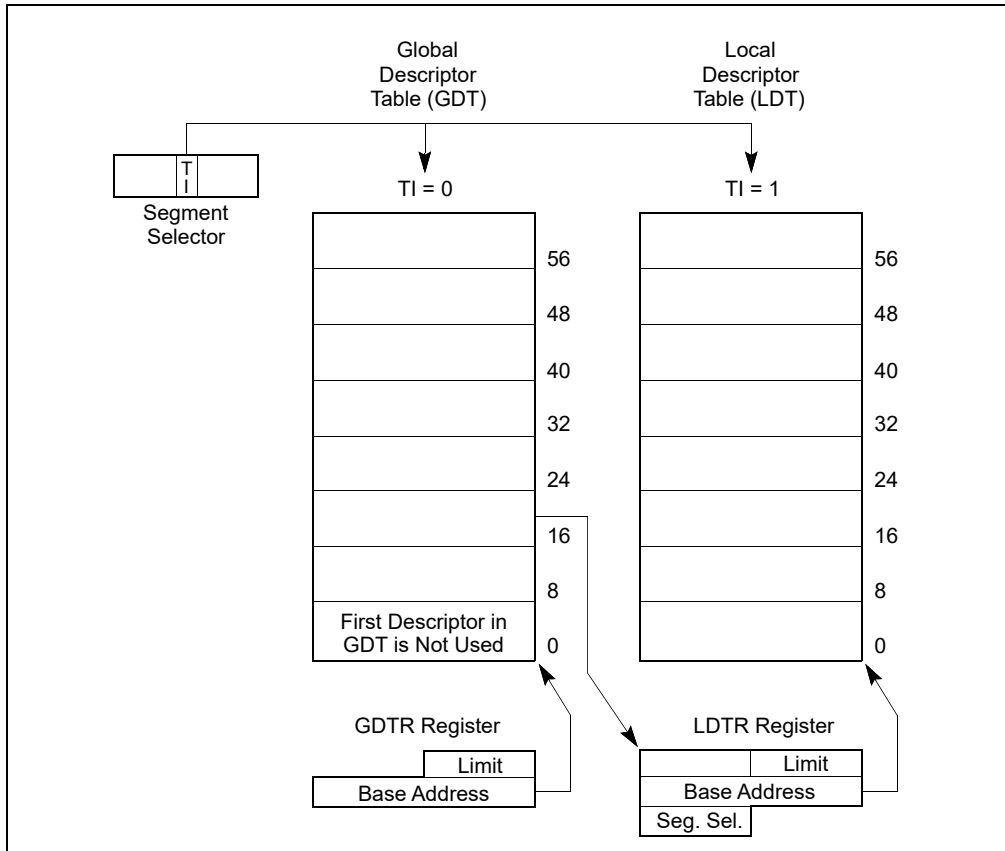 Global
Descriptor
Table (GDT)
Local
Descriptor
Table (LDT)
T
I
Segment
Selector
TI = 0
TI = 1
56
56
48
48
40
40
32
32
24
24
16
16
8
8
First Descriptor in
GDT is Not Used
0
0
GDTR Register
LDTR Register
Limit
Base Address
Limit
Base Address
Seg. Sel.